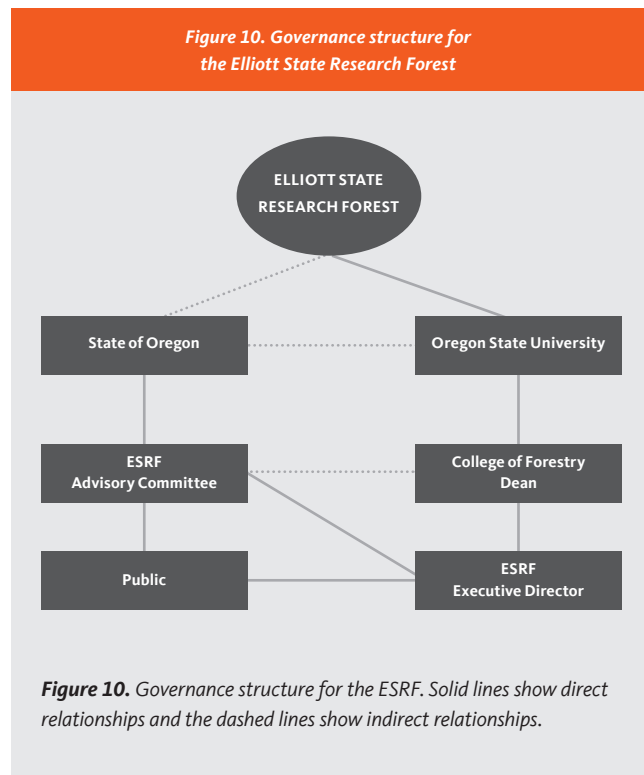 Figure 10. Governance structure for
the Elliott State Research Forest
ELLIOTT STATE
RESEARCH FOREST
State of Oregon
Oregon State University
ESRF
Advisory Committee
College of Forestry
Dean
Public
ESRF
Executive Director
Figure 10. Governance structure for the ESRF. Solid lines show direct
relationships and the dashed lines show indirect relationships.